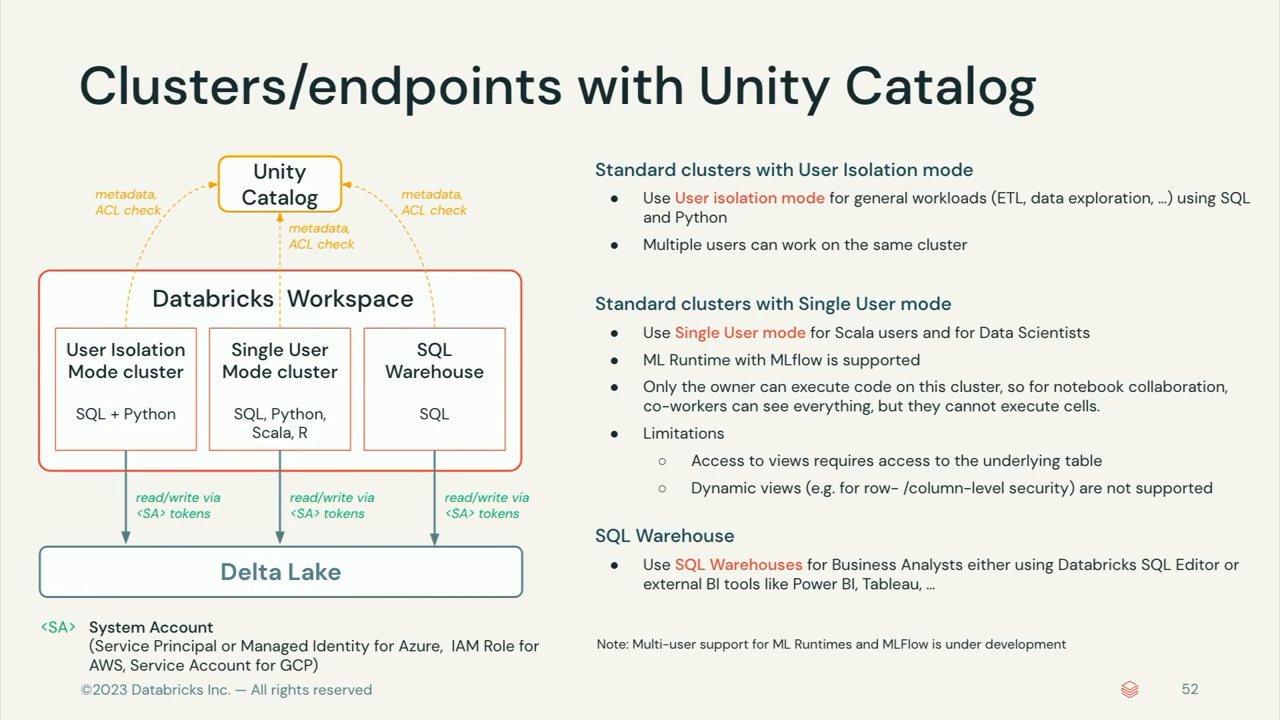 Clusters/endpoints with Unity Catalog
Unity
Catalog
metadata,
ACL check
metadata,
ACL check
metadata,
ACL check
Databricks Workspace
User Isolation
Mode cluster
SQL + Python
Single User
Mode cluster
SQL, Python,
Scala, R
SQL
Warehouse
SQL
read/write via
<SA> tokens
read/write via
<SA> tokens
read/write via
<SA> tokens
Delta Lake
<SA> System Account
(Service Principal or Managed Identity for Azure, IAM Role for
AWS, Service Account for GCP)
Standard clusters with User Isolation mode
● Use User isolation mode for general workloads (ETL, data exploration, …) using SQL
and Python
● Multiple users can work on the same cluster
Standard clusters with Single User mode
● Use Single User mode for Scala users and for Data Scientists
● ML Runtime with MLflow is supported
● Only the owner can execute code on this cluster, so for notebook collaboration,
co-workers can see everything, but they cannot execute cells.
● Limitations
○ Access to views requires access to the underlying table
○ Dynamic views (e.g. for row- /column-level security) are not supported
SQL Warehouse
● Use SQL Warehouses for Business Analysts either using Databricks SQL Editor or
external BI tools like Power BI, Tableau, …
Note: Multi-user support for ML Runtimes and MLFlow is under development
©2023 Databricks Inc. — All rights reserved
52